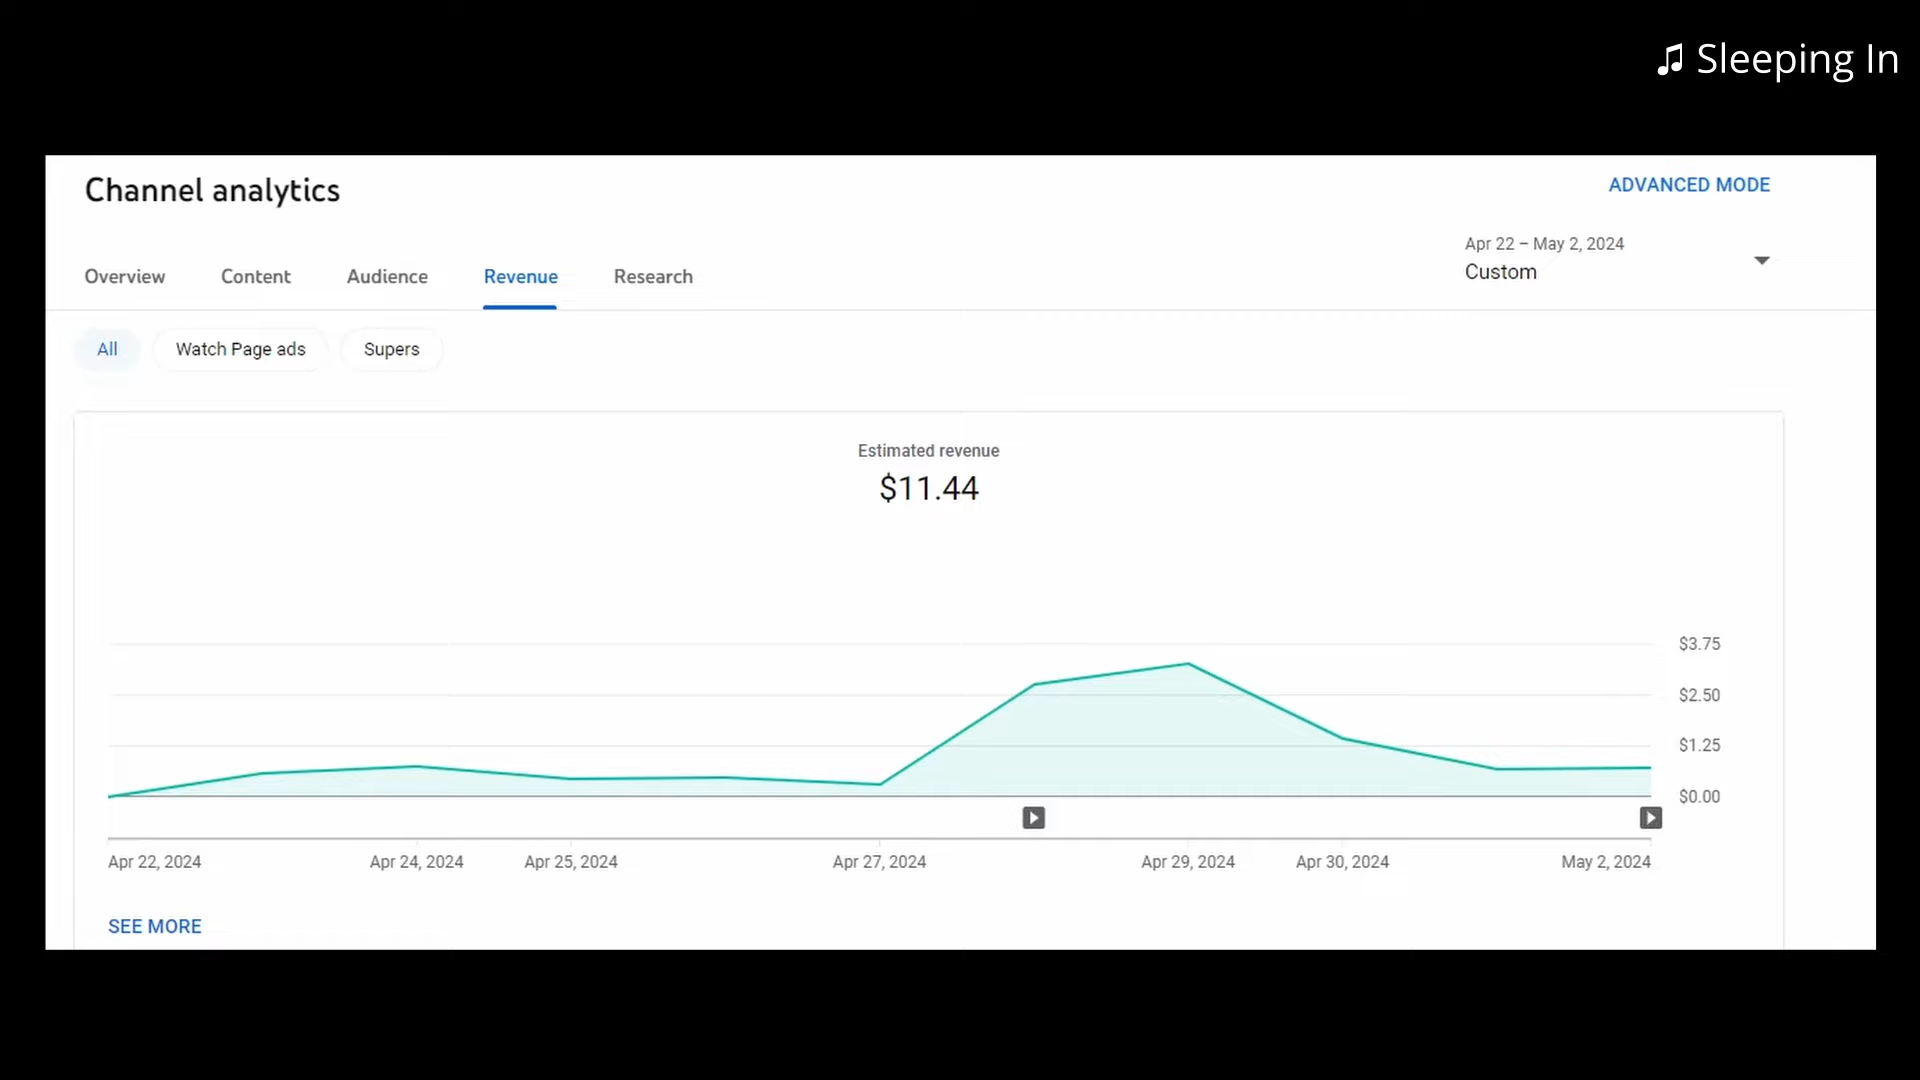 ♫ Sleeping In
Channel analytics
ADVANCED MODE
Apr 22 – May 2, 2024
Custom
Overview Content Audience Revenue Research
All Watch Page ads Supers
Estimated revenue
$11.44
$3.75
$2.50
$1.25
$0.00
Apr 22, 2024 Apr 24, 2024 Apr 25, 2024 Apr 27, 2024 Apr 29, 2024 Apr 30, 2024 May 2, 2024
SEE MORE